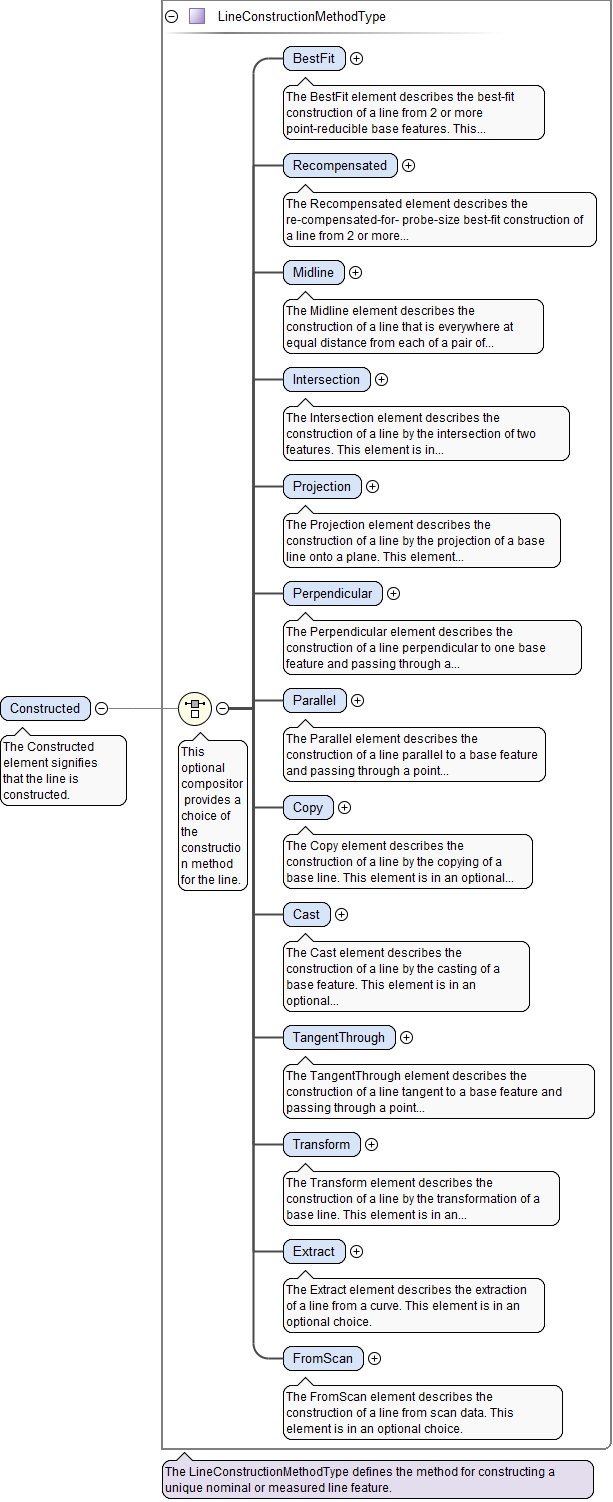 LineConstructionMethodType
BestFit
The BestFit element describes the best-fit
construction of a line from 2 or more
point-reducible base features. This...
Recompensated
The Recompensated element describes the
re-compensated-for- probe-size best-fit construction of
a line from 2 or more...
Midline
The Midline element describes the
construction of a line that is everywhere at
equal distance from each of a pair of...
Intersection
The Intersection element describes the
construction of a line by the intersection of two
features. This element is in...
Projection
The Projection element describes the
construction of a line by the projection of a base
line onto a plane. This element...
Perpendicular
The Perpendicular element describes the
construction of a line perpendicular to one base
feature and passing through a...
Constructed
The Constructed
element signifies
that the line is
constructed.
This
optional
compositor
provides a
choice of
the
constructio
n method
for the line.
Parallel
The Parallel element describes the
construction of a line parallel to a base feature
and passing through a point...
Copy
The Copy element describes the
construction of a line by the copying of a
base line. This element is in an optional...
Cast
The Cast element describes the
construction of a line by the casting of a
base feature. This element is in an
optional...
TangentThrough
The TangentThrough element describes the
construction of a line tangent to a base feature and
passing through a point...
Transform
The Transform element describes the
construction of a line by the transformation of a
base line. This element is in an...
Extract
The Extract element describes the extraction
of a line from a curve. This element is in an
optional choice.
FromScan
The FromScan element describes the
construction of a line from scan data. This
element is in an optional choice.
The LineConstructionMethodType defines the method for constructing a
unique nominal or measured line feature.